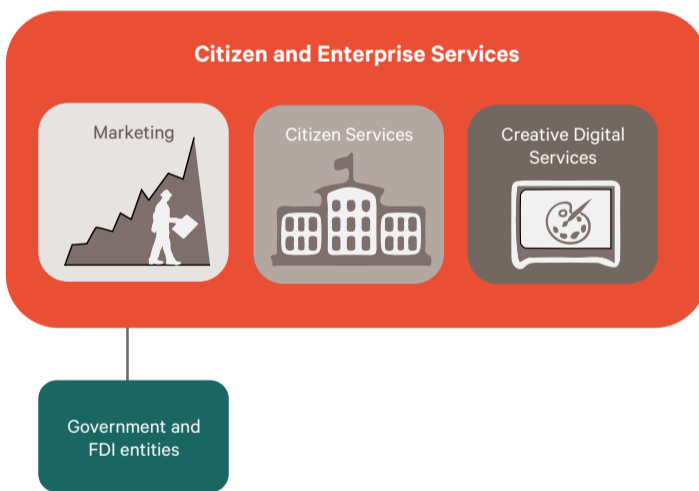 Citizen and Enterprise Services
Marketing
Citizen Services
Creative Digital
Services
Government and
FDI entities